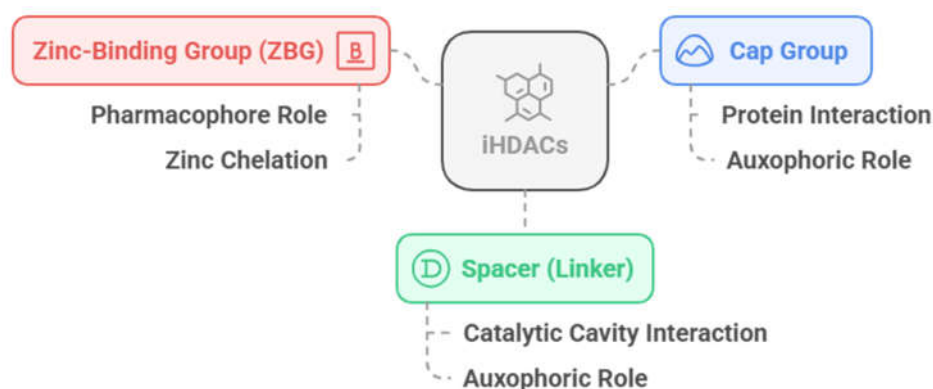 Zinc-Binding Group (ZBG) B
Pharmacophore Role
Zinc Chelation
iHDACs
Cap Group
Protein Interaction
Auxophoric Role
D Spacer (Linker)
Catalytic Cavity Interaction
Auxophoric Role